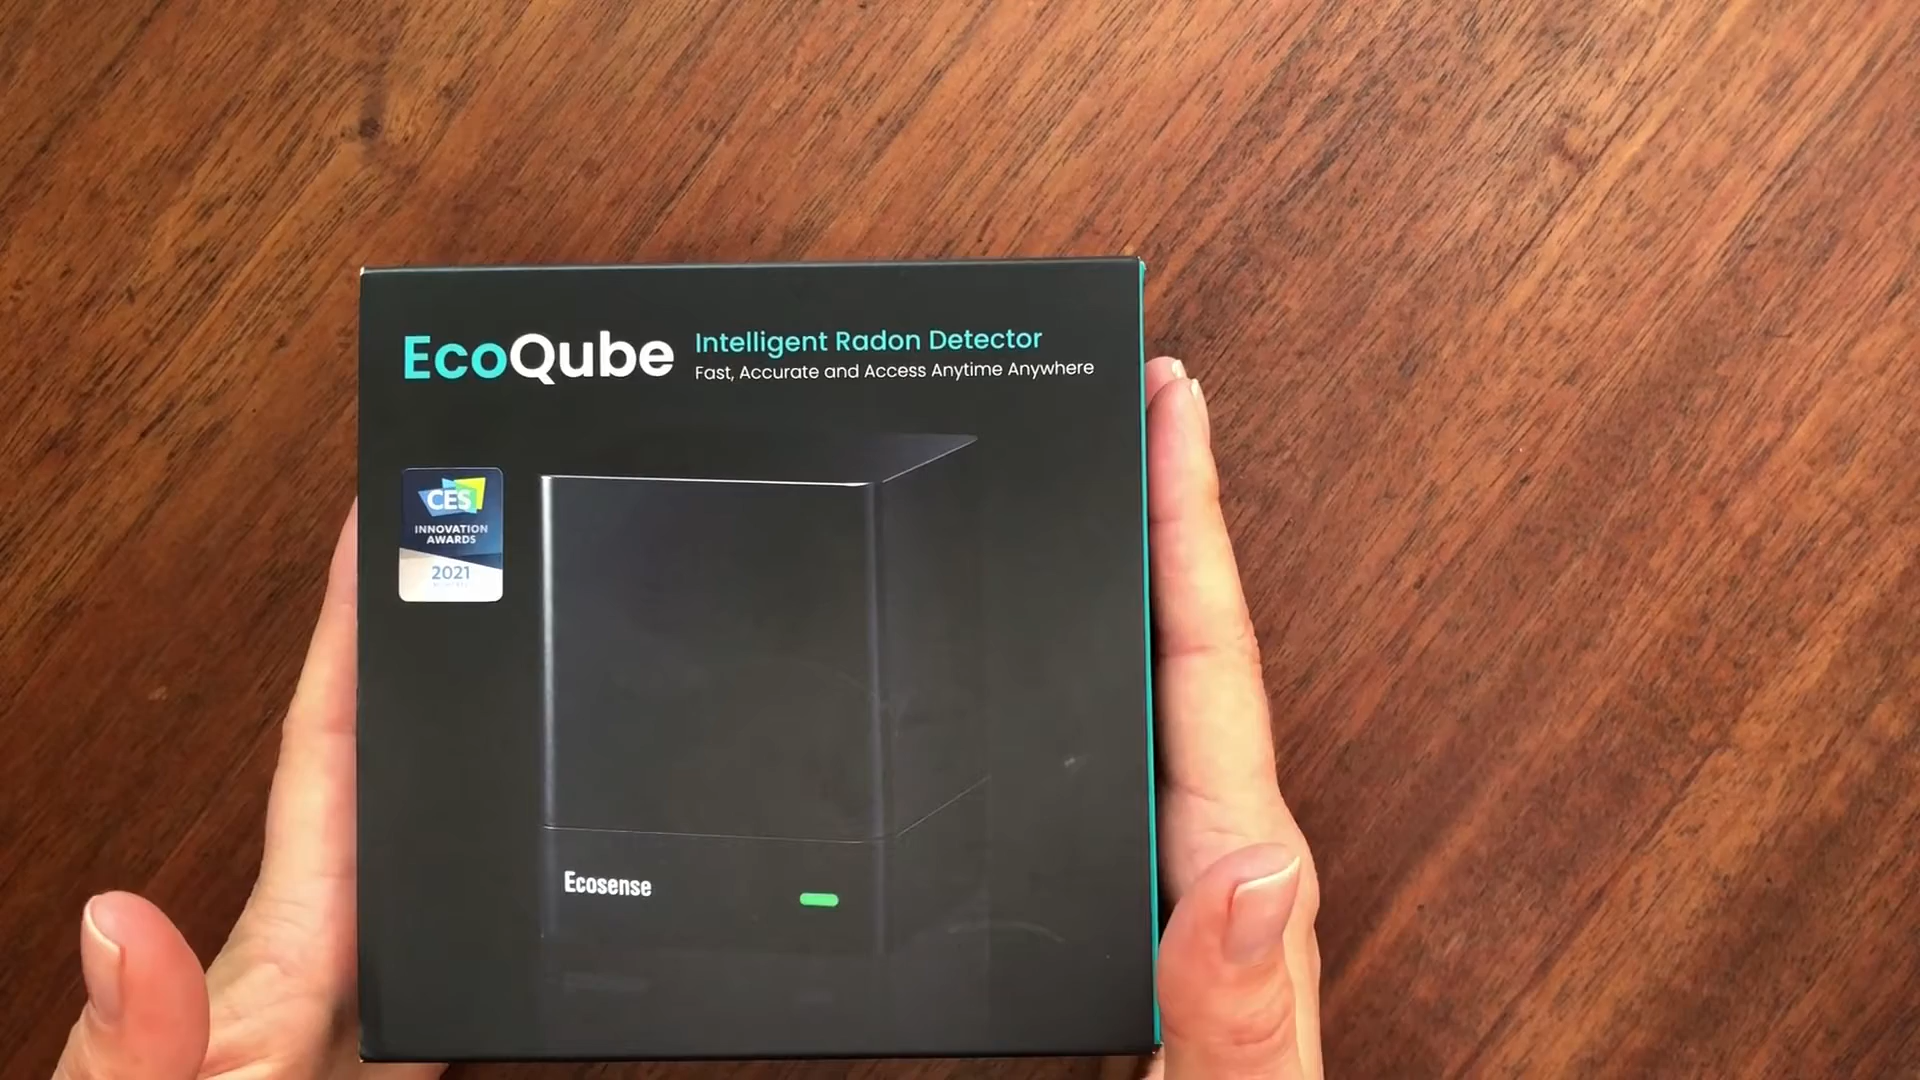 EcoQube
Intelligent Radon Detector
Fast, Accurate and Access Anytime Anywhere
CES
INNOVATION
AWARDS
2021
Ecosense